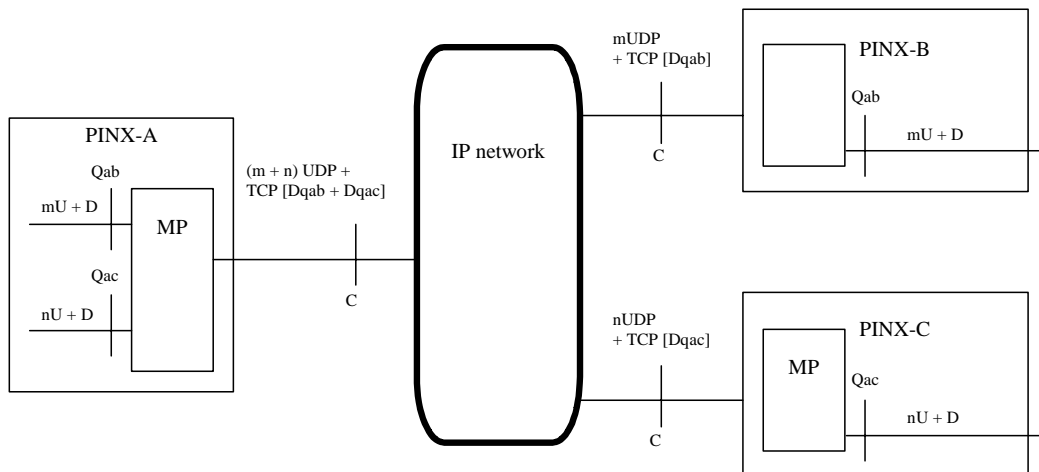 PINX-A
Qab
mU + D
MP
Qac
nU + D
(m + n) UDP +
TCP [Dqab + Dqac]
C
IP network
mUDP
+ TCP [Dqab]
C
PINX-B
Qab
mU + D
nUDP
+ TCP [Dqac]
C
PINX-C
MP
Qac
nU + D